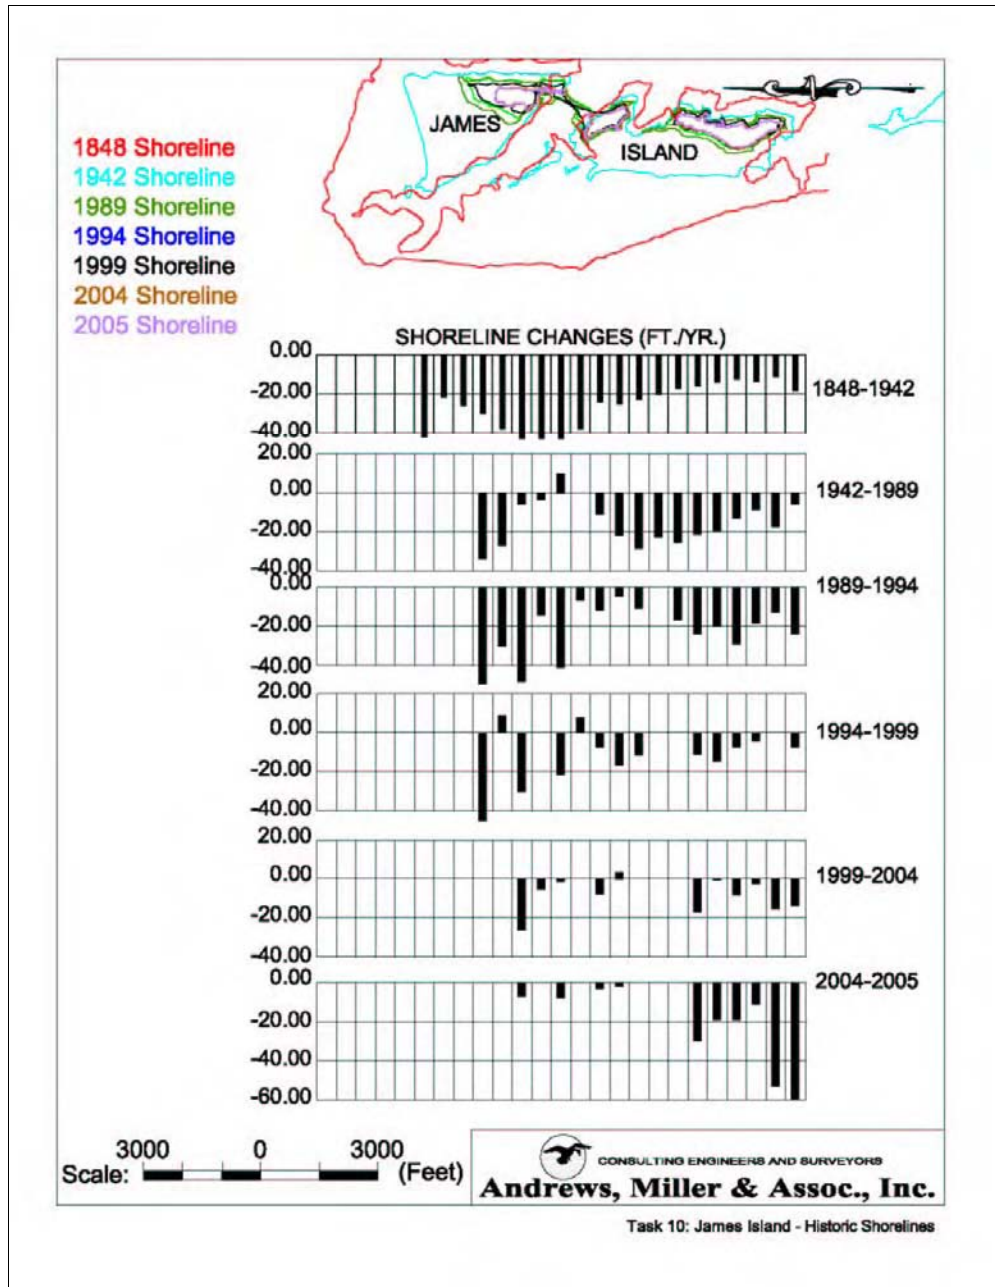 JAMES
ISLAND
1848 Shoreline
1942 Shoreline
1989 Shoreline
1994 Shoreline
1999 Shoreline
2004 Shoreline
2005 Shoreline
SHORELINE CHANGES (FT./YR.)
0.00
-20.00
-40.00
1848-1942
20.00
0.00
-20.00
-40.00
1942-1989
0.00
-20.00
-40.00
1989-1994
20.00
0.00
-20.00
-40.00
1994-1999
20.00
0.00
-20.00
-40.00
1999-2004
0.00
-20.00
-40.00
-60.00
2004-2005
3000 0 3000
Scale: (Feet)
CONSULTING ENGINEERS AND SURVEYORS
Andrews, Miller & Assoc., Inc.
Task 10: James Island - Historic Shorelines